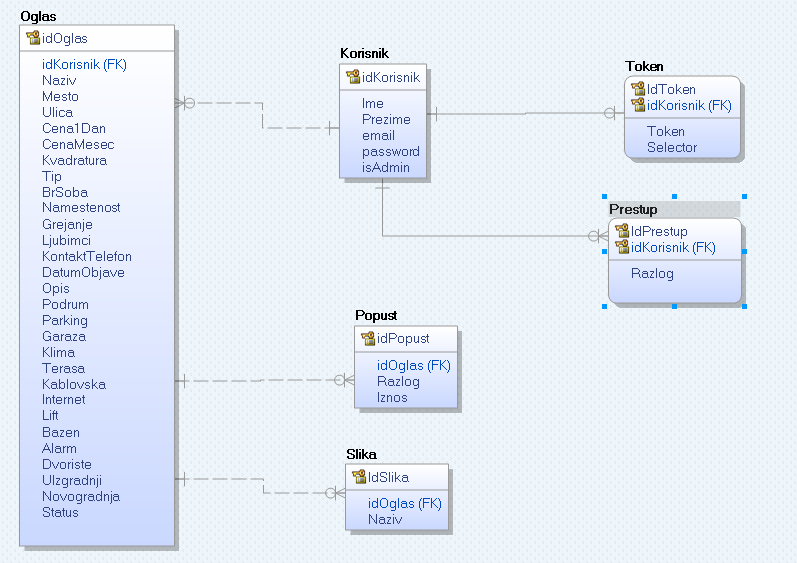 Oglas
idOglas
idKorisnik (FK)
Naziv
Mesto
Ulica
Cena1Dan
CenaMesec
Kvadratura
Tip
BrSoba
Namestenost
Grejanje
Ljubimci
KontaktTelefon
DatumObjave
Opis
Podrum
Parking
Garaza
Klima
Terasa
Kablovska
Internet
Lift
Bazen
Alarm
Dvoriste
UIzgradnji
Novogradnja
Status
Korisnik
idKorisnik
Ime
Prezime
email
password
isAdmin
Token
IdToken
idKorisnik (FK)
Token
Selector
Prestup
IdPrestup
idKorisnik (FK)
Razlog
Popust
idPopust
idOglas (FK)
Razlog
Iznos
Slika
IdSlika
idOglas (FK)
Naziv